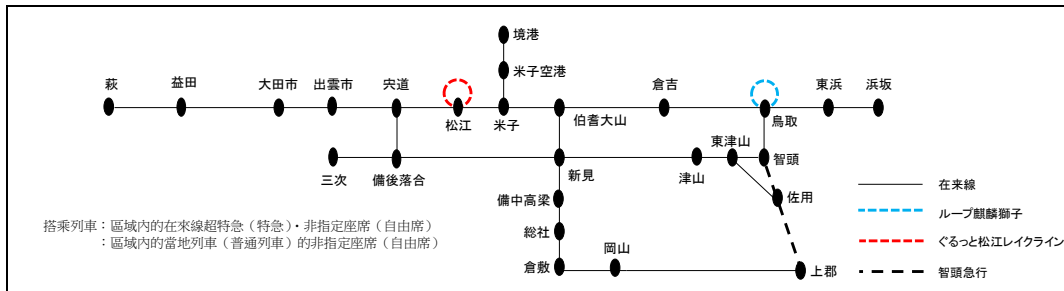 境港
米子空港
萩
益田
大田市
出雲市
宍道
松江
米子
伯耆大山
倉吉
鳥取
東浜
浜坂
三次
備後落合
新見
津山
東津山
智頭
佐用
備中高梁
総社
倉敷
岡山
上郡
搭乗列車：區域內的在來線超特急（特急）・非指定座席（自由席）
：區域內的當地列車（普通列車）的非指定座席（自由席）
在来線
ループ麒麟獅子
ぐるっと松江レイクライン
智頭急行